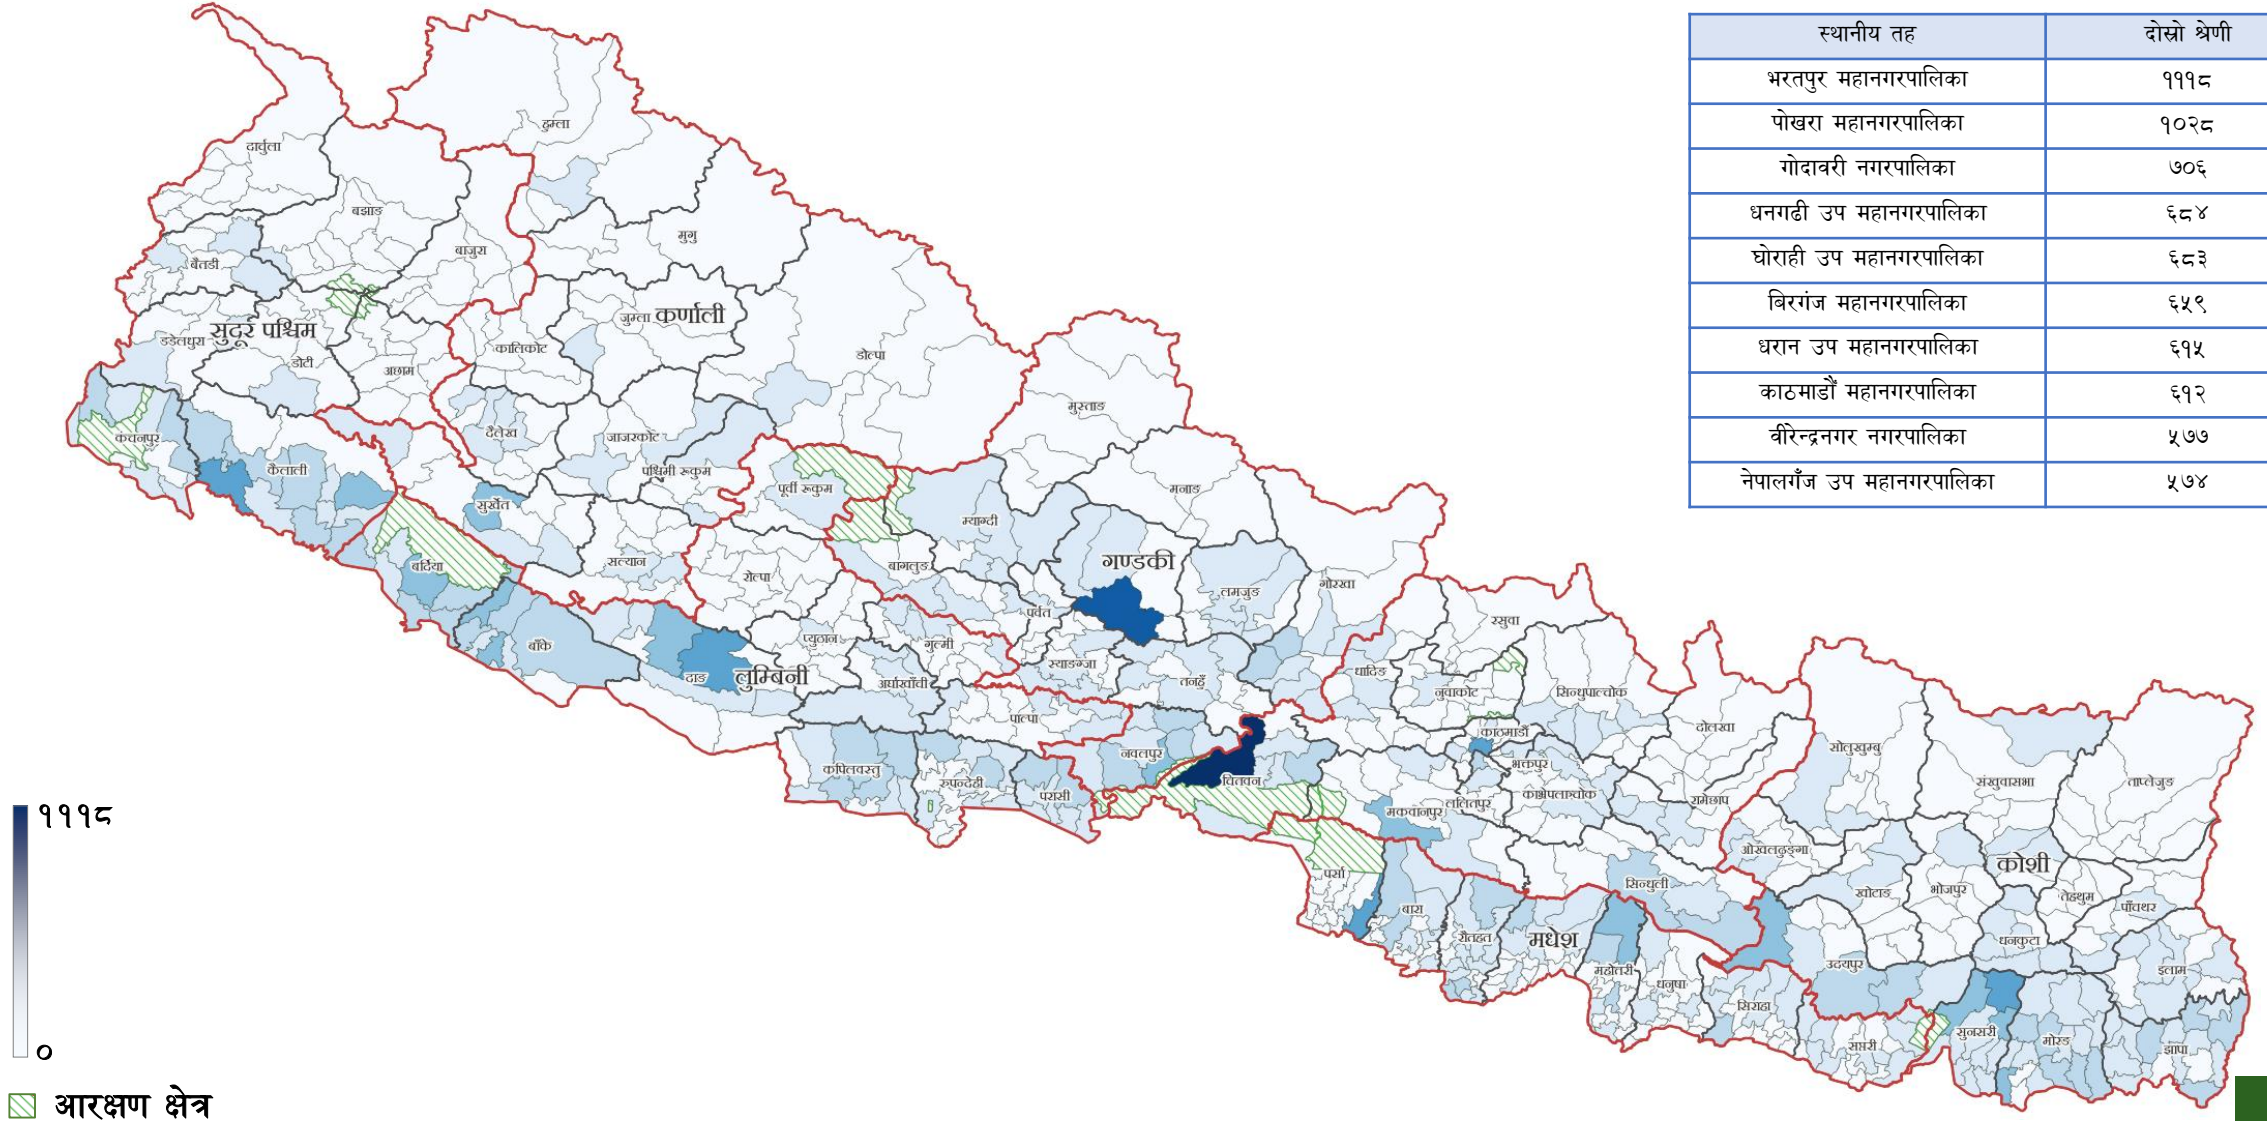 स्थानीय तह दोस्रो श्रेणी
भरतपुर महानगरपालिका १११८
पोखरा महानगरपालिका १०२८
गोदावरी नगरपालिका ७०६
धनगढी उप महानगरपालिका ६८४
घोराही उप महानगरपालिका ६८३
बिरगंज महानगरपालिका ६५९
धरान उप महानगरपालिका ६१५
काठमाडौँ महानगरपालिका ६१२
वीरेन्द्रनगर नगरपालिका ५७७
नेपालगँज उप महानगरपालिका ५७४
हुम्ला
दार्चुला
बझाङ
मुगु
बाजुरा
बैतडी
जुम्ला
कर्णाली
सुदूर पश्चिम
डडेलधुरा
कालिकोट
डोल्पा
डोटी
अछाम
मुस्ताङ
दैलेख
जाजरकोट
कंचनपुर
कैलाली
पश्चिमी रूकुम
पूर्वी रूकुम
मनाङ
सुर्खेत
म्याग्दी
गण्डकी
सल्यान
बर्दिया
बागलुङ
रोल्पा
गोरखा
लमजुङ
पर्वत
रसुवा
प्युठान
गुल्मी
बाँके
स्याङग्जा
धादिङ
दाङ
लुम्बिनी
अर्घाखाँची
तनहुँ
नुवाकोट
सिन्धुपाल्चोक
पाल्पा
दोलखा
काठमाडौँ
सोलुखुम्बु
नवलपुर
भक्तपुर
कपिलवस्तु
रुपन्देही
चितवन
संखुवासभा
ताप्लेजुङ
परासी
काभ्रेपलाञ्चोक
रामेछाप
ललितपुर
मकवानपुर
ओखलढुङ्गा
कोशी
पर्सा
सिन्धुली
खोटाङ
भोजपुर
तेह्रथुम
पाँचथर
बारा
रौतहट
मधेश
धनकुटा
महोत्तरी
उदयपुर
इलाम
धनुषा
सिराहा
सुनसरी
मोरङ
सप्तरी
झापा
१११८
०
आरक्षण क्षेत्र